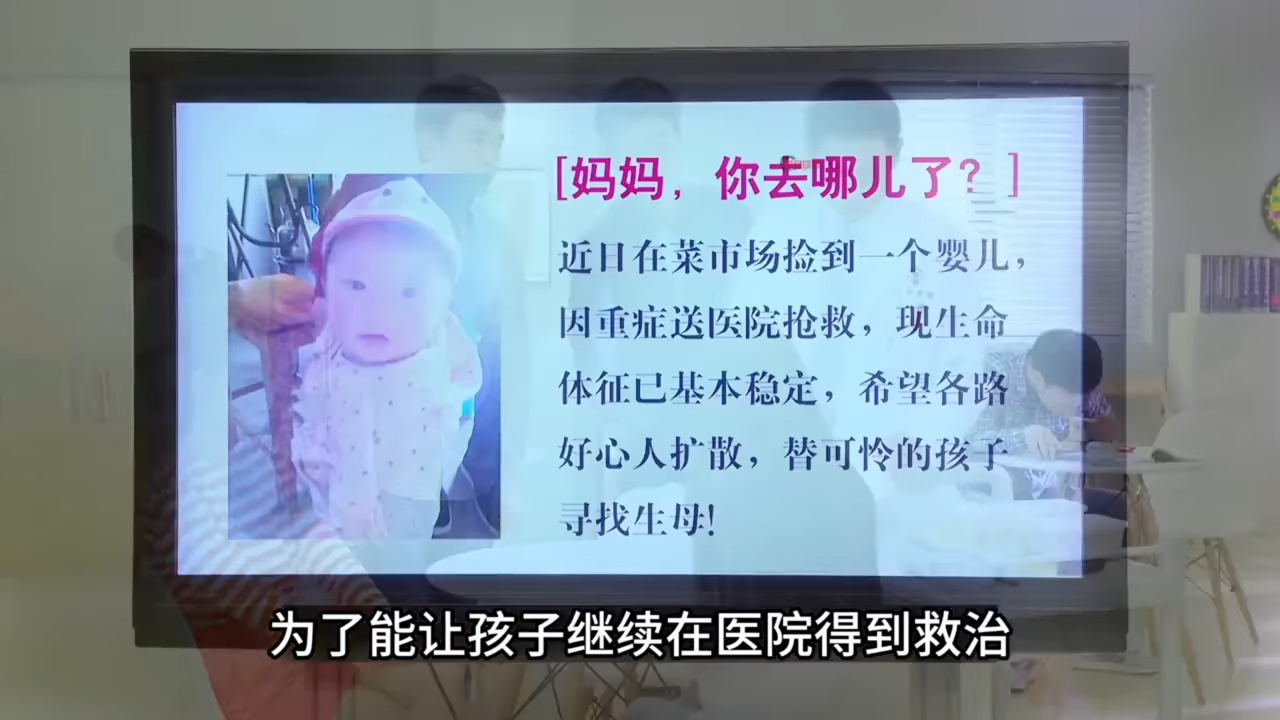 [妈妈，你去哪儿了？]
近日在菜市场捡到一个婴儿，
因重症送医院抢救，现生命
体征已基本稳定，希望各路
好心人扩散，替可怜的孩子
寻找生母!
为了能让孩子继续在医院得到救治